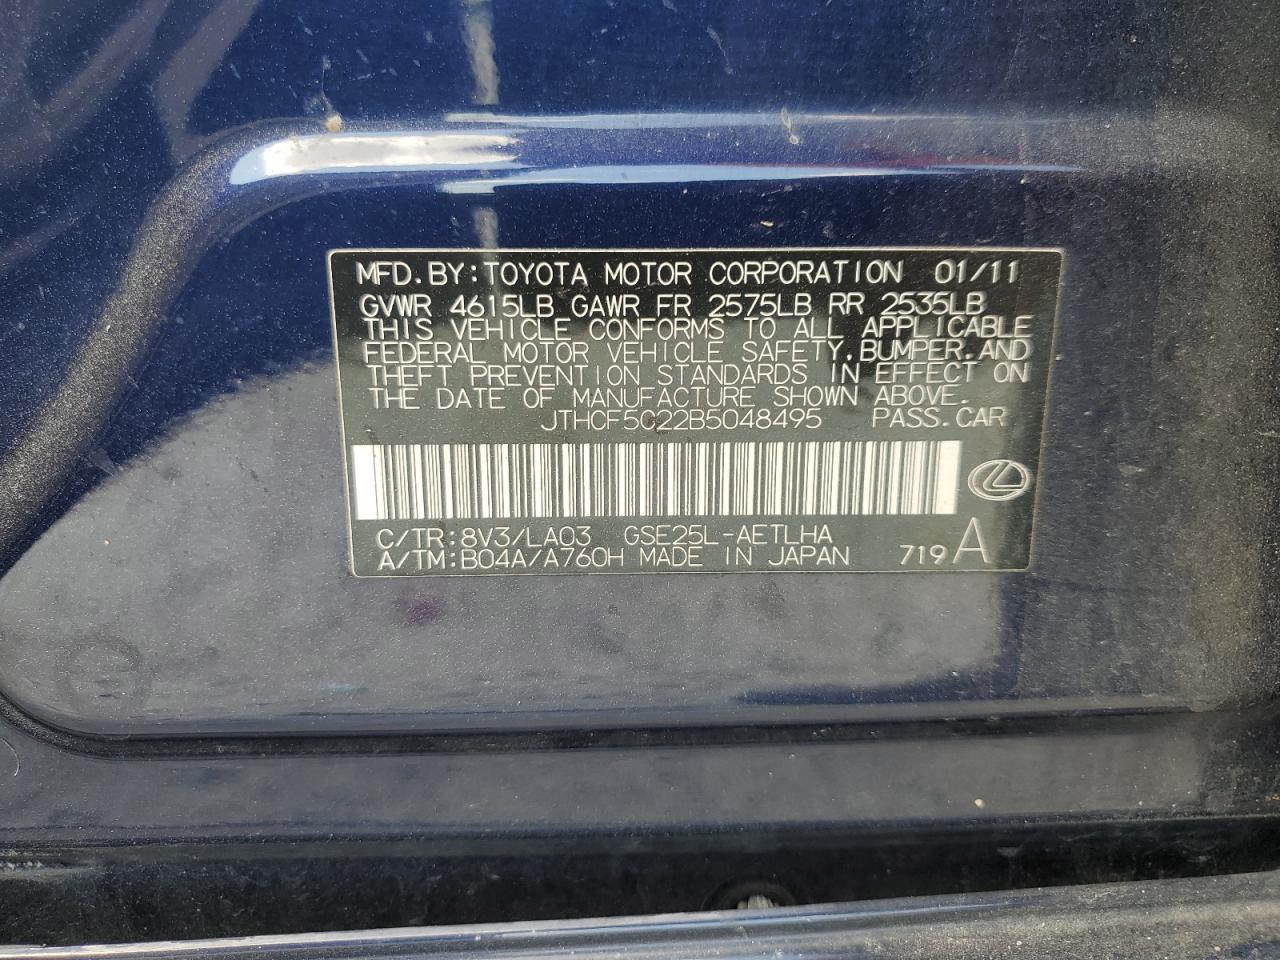 MFD.BY:TOYOTA MOTOR CORPORATION 01/11
GVWR 4615LB GAWR FR 2575LB RR 2535LB
THIS VEHICLE CONFORMS TO ALL APPLICABLE
FEDERAL MOTOR VEHICLE SAFETY,BUMPER,AND
THEFT PREVENTION STANDARDS IN EFFECT ON
THE DATE OF MANUFACTURE SHOWN ABOVE.
JTHCF5C22B5048495 PASS.CAR
C/TR:8V3/LA03 GSE25L-AETLHA
A/TM:B04A/A760H MADE IN JAPAN 719 A